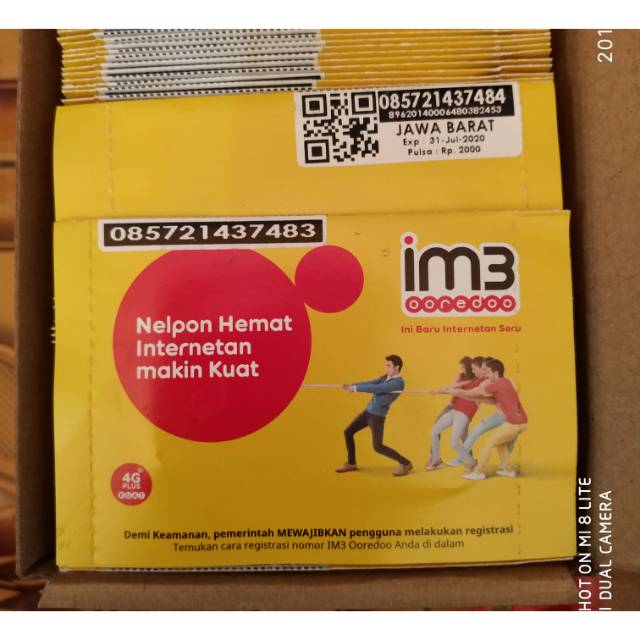 201
085721437484
89620140006480382453
JAWA BARAT
Exp : 31-Jul-2020
Pulsa : Rp. 2000
085721437483
im3
ooredoo
Ini Baru Internetan Seru
Nelpon Hemat
Internetan
makin Kuat
4G
PLUS
KUAT
Demi Keamanan, pemerintah MEWAJIBKAN pengguna melakukan registrasi
Temukan cara registrasi nomor IM3 Ooredoo Anda di dalam
HOT ON MI 8 LITE
I DUAL CAMERA